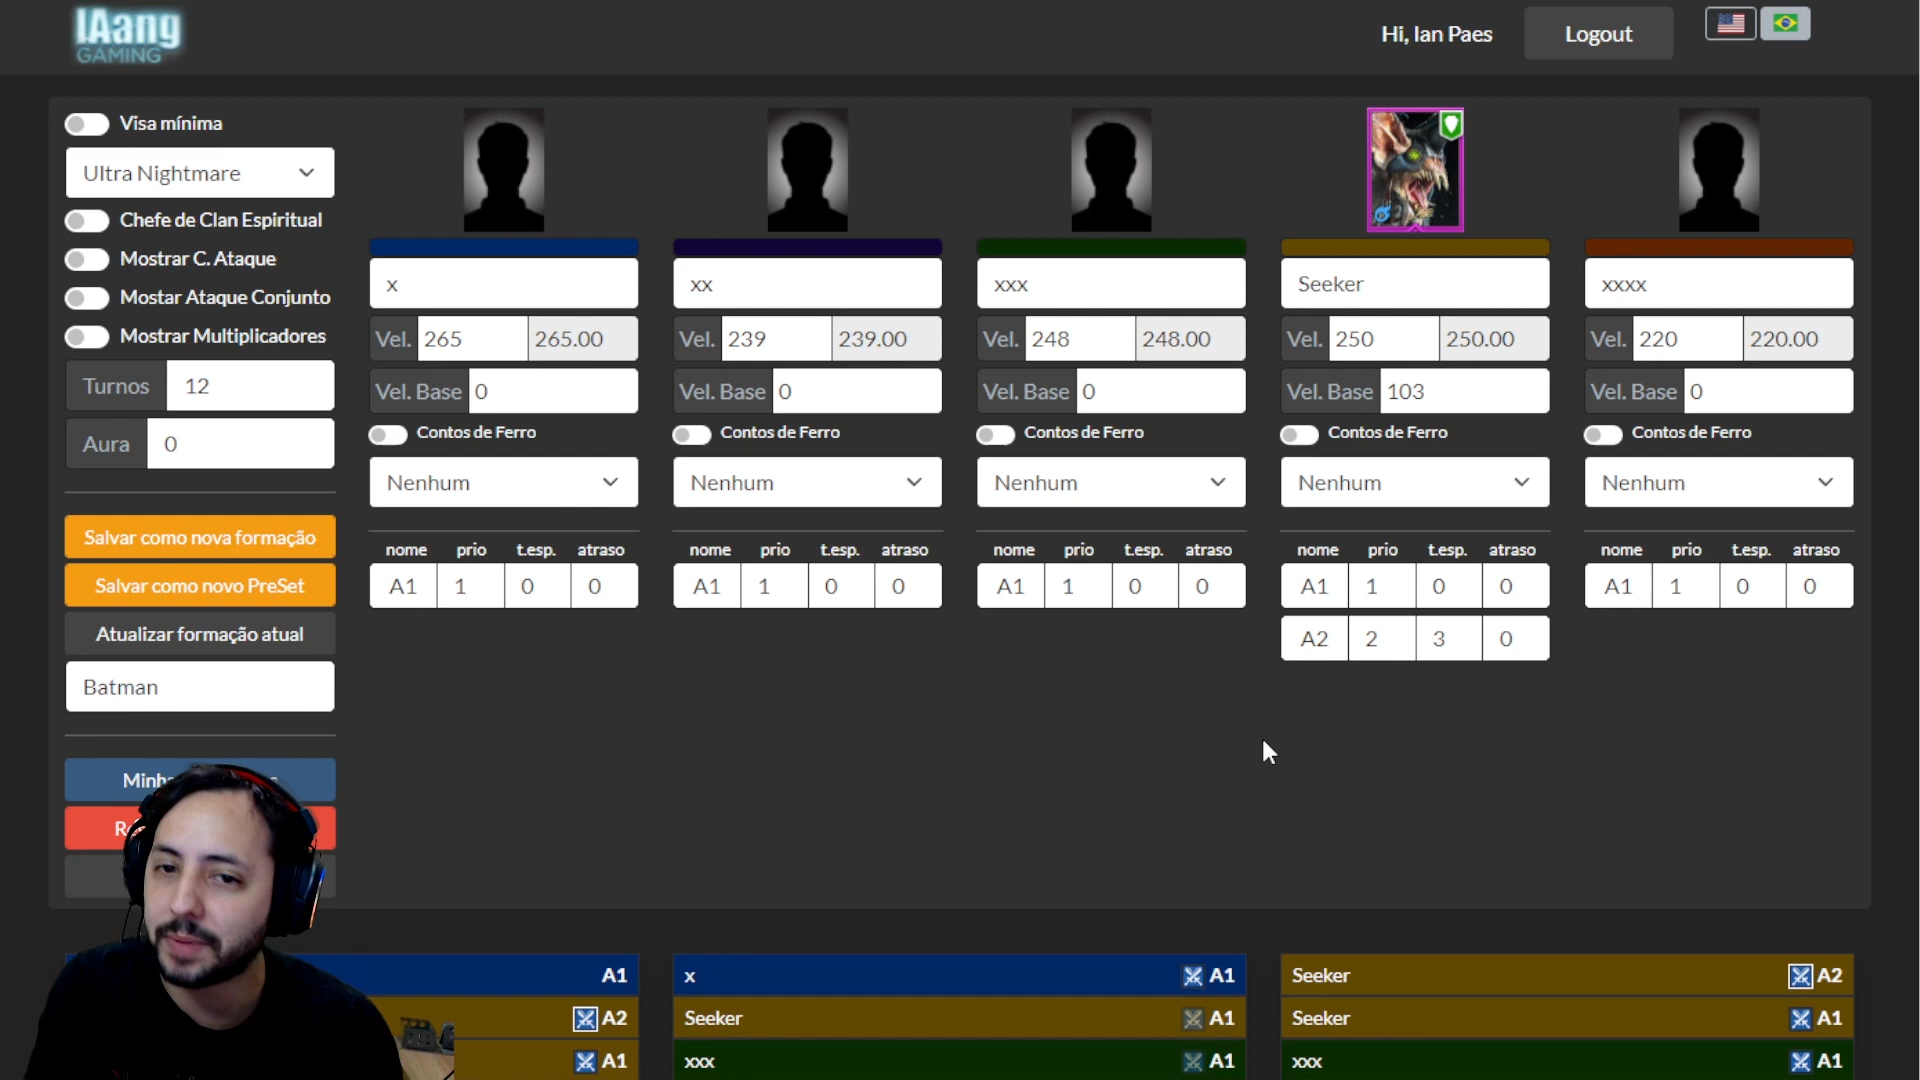 IAang
GAMING
Hi, Ian Paes
Logout
Visa mínima
Ultra Nightmare
Chefe de Clan Espiritual
Mostrar C. Ataque
Mostar Ataque Conjunto
Mostrar Multiplicadores
Turnos 12
Aura 0
Salvar como nova formação
Salvar como novo PreSet
Atualizar formação atual
Batman
x
Vel. 265 265.00
Vel. Base 0
Contos de Ferro
Nenhum
nome prio t.esp. atraso
A1 1 0 0
xx
Vel. 239 239.00
Vel. Base 0
Contos de Ferro
Nenhum
nome prio t.esp. atraso
A1 1 0 0
xxx
Vel. 248 248.00
Vel. Base 0
Contos de Ferro
Nenhum
nome prio t.esp. atraso
A1 1 0 0
Seeker
Vel. 250 250.00
Vel. Base 103
Contos de Ferro
Nenhum
nome prio t.esp. atraso
A1 1 0 0
A2 2 3 0
xxxx
Vel. 220 220.00
Vel. Base 0
Contos de Ferro
Nenhum
nome prio t.esp. atraso
A1 1 0 0
A1
A2
A1
x A1
Seeker A1
xxx A1
Seeker A2
Seeker A1
xxx A1